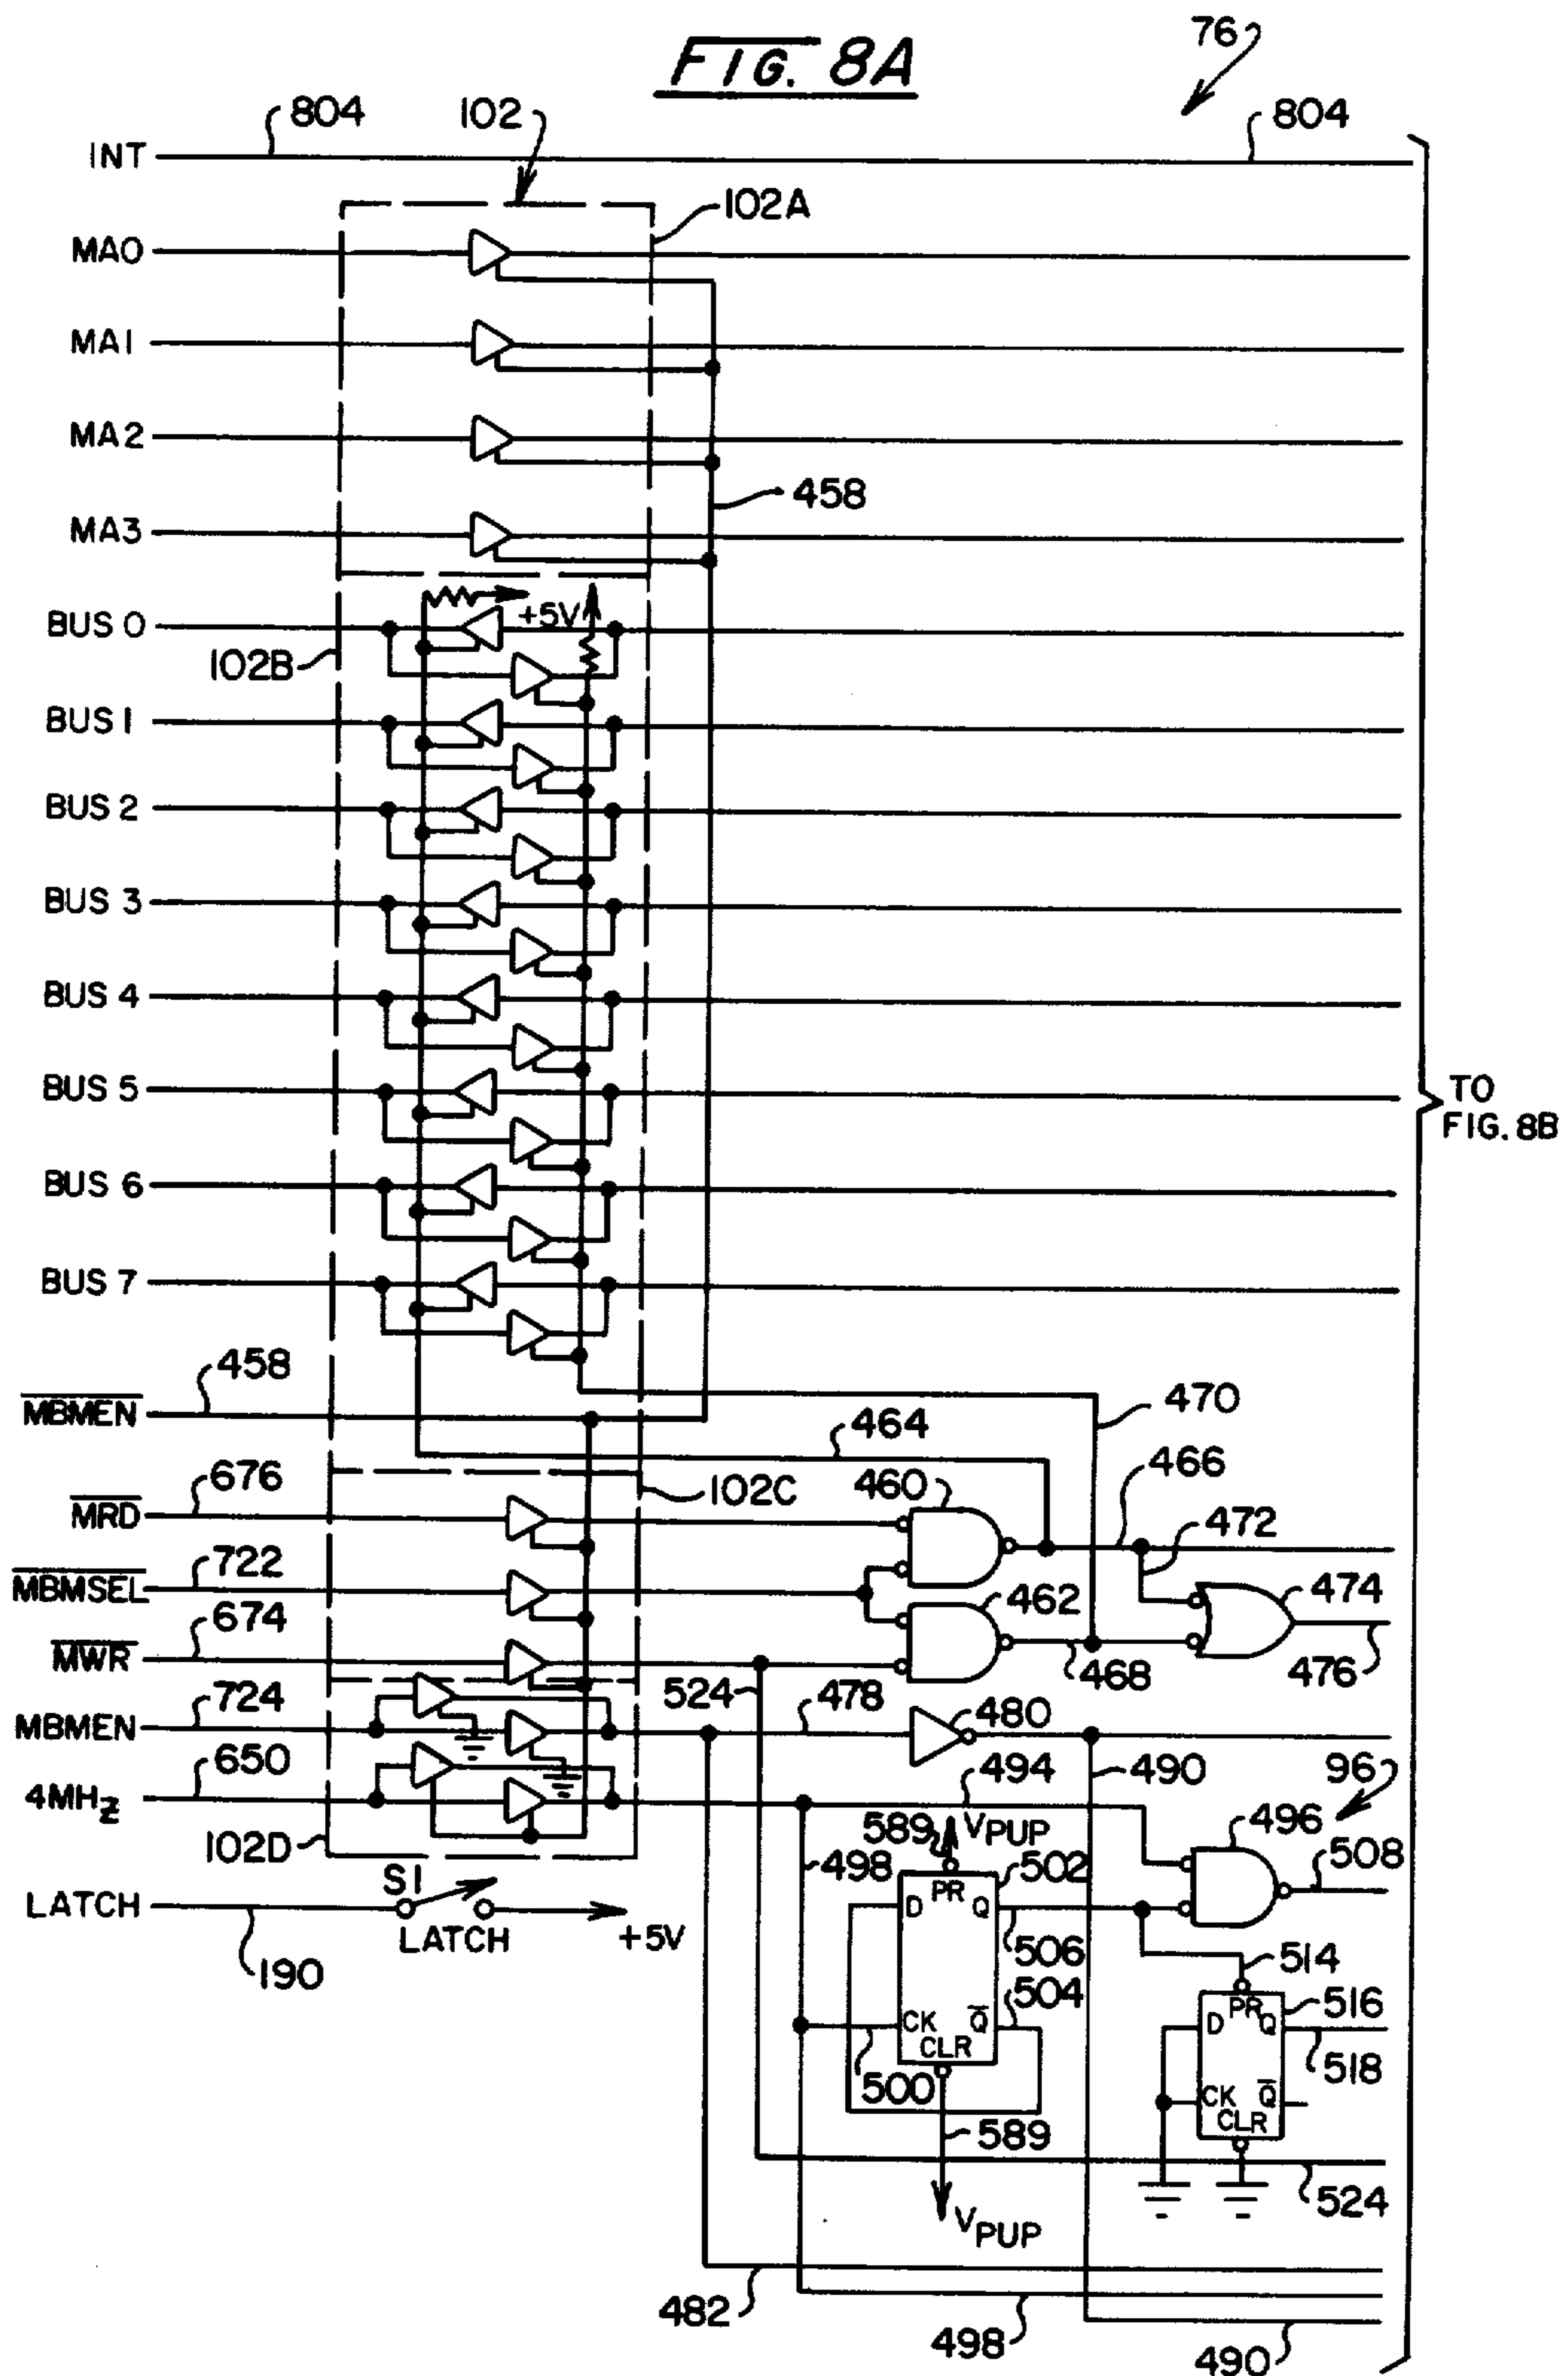 FIG. 8A
76
804
102
804
INT
102A
MA0
MA1
MA2
458
MA3
+5V
BUS 0
102B
BUS 1
BUS 2
BUS 3
BUS 4
BUS 5
TO
FIG. 8B
BUS 6
BUS 7
458
MBMEN
470
464
466
676
460
102C
MRD
472
722
MBMSEL
462
474
674
MWR
468
476
724
524
478
480
MBMEN
650
494
490
96
4MHz
589
VPUP
496
102D
498
502
508
S1
PR
D
Q
LATCH
LATCH
+5V
506
514
190
504
516
PR
D
Q
CK
Q
CLR
518
500
CK
Q
CLR
589
524
VPUP
482
498
490